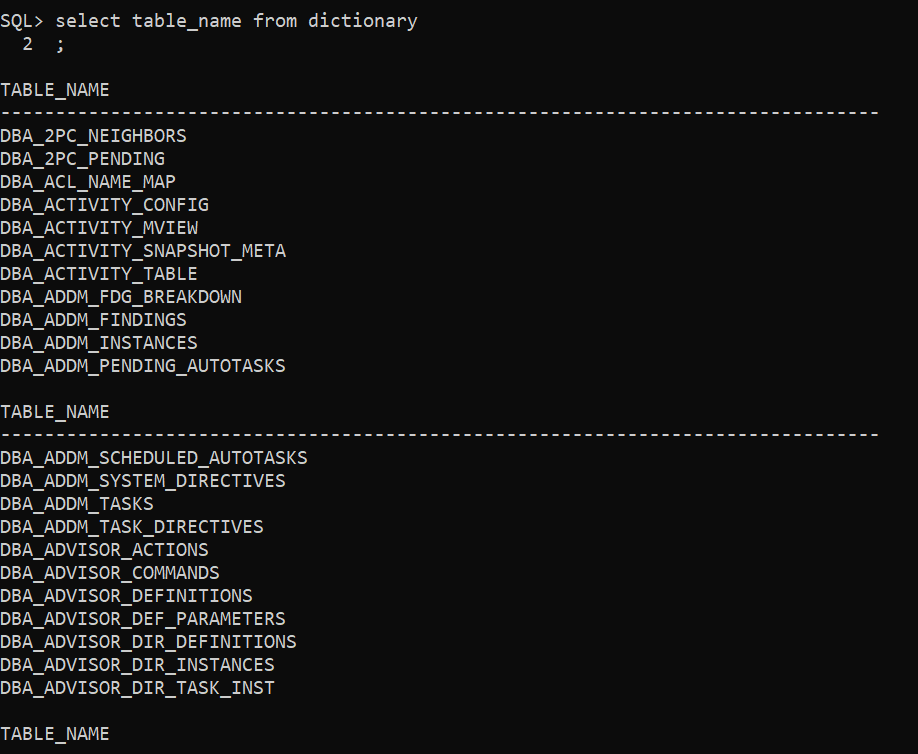 SQL> select table_name from dictionary
  2  ;
TABLE_NAME
--------------------------------------------------------------------------------
DBA_2PC_NEIGHBORS
DBA_2PC_PENDING
DBA_ACL_NAME_MAP
DBA_ACTIVITY_CONFIG
DBA_ACTIVITY_MVIEW
DBA_ACTIVITY_SNAPSHOT_META
DBA_ACTIVITY_TABLE
DBA_ADDM_FDG_BREAKDOWN
DBA_ADDM_FINDINGS
DBA_ADDM_INSTANCES
DBA_ADDM_PENDING_AUTOTASKS
TABLE_NAME
--------------------------------------------------------------------------------
DBA_ADDM_SCHEDULED_AUTOTASKS
DBA_ADDM_SYSTEM_DIRECTIVES
DBA_ADDM_TASKS
DBA_ADDM_TASK_DIRECTIVES
DBA_ADVISOR_ACTIONS
DBA_ADVISOR_COMMANDS
DBA_ADVISOR_DEFINITIONS
DBA_ADVISOR_DEF_PARAMETERS
DBA_ADVISOR_DIR_DEFINITIONS
DBA_ADVISOR_DIR_INSTANCES
DBA_ADVISOR_DIR_TASK_INST
TABLE_NAME